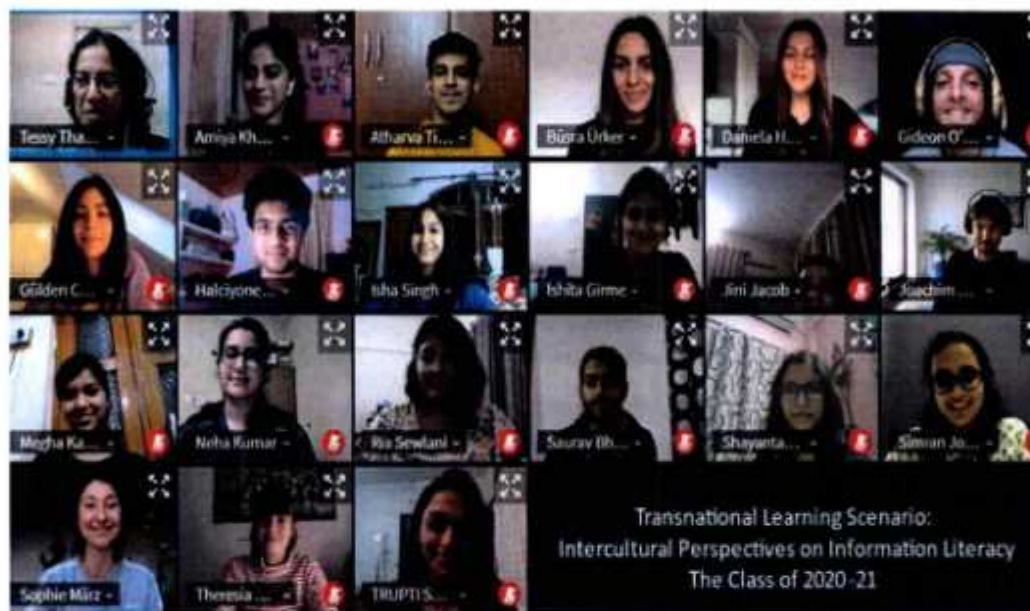 Tessy Tha...
Amiya Kh...
Atharva Ti...
Büsra Ürker
Daniela H...
Gideon O'...
Gülden C...
Halciyone...
Isha Singh
Ishita Girme
Jini Jacob
Joachim ...
Megha Ka...
Neha Kumar
Ria Sewlani
Saurav Bh...
Shayanta...
Simran Jo...
Sophie März
Theresia ...
TRUPTI S...
Transnational Learning Scenario:
Intercultural Perspectives on Information Literacy
The Class of 2020-21